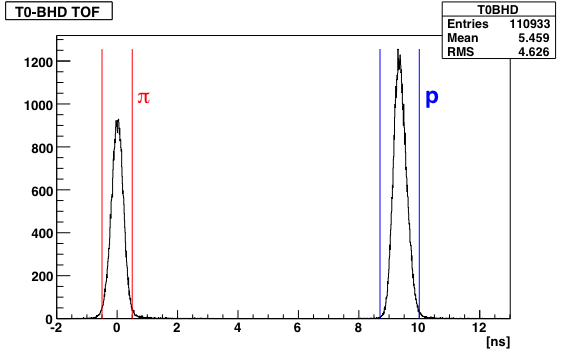 T0-BHD TOF
T0BHD
Entries 110933
Mean 5.459
RMS 4.626
1200
1000
800
600
400
200
0
π
p
-2 0 2 4 6 8 10 12
[ns]